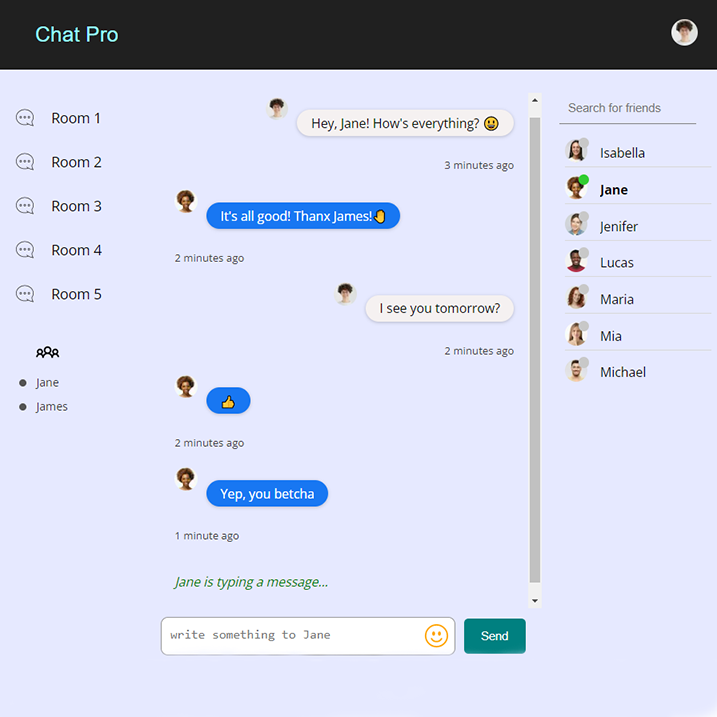 Chat Pro
Room 1
Room 2
Room 3
Room 4
Room 5
Jane
James
Hey, Jane! How's everything? 😀
3 minutes ago
It's all good! Thanx James!🤚
2 minutes ago
I see you tomorrow?
2 minutes ago
👍
2 minutes ago
Yep, you betcha
1 minute ago
Jane is typing a message...
write something to Jane
Send
Search for friends
Isabella
Jane
Jenifer
Lucas
Maria
Mia
Michael